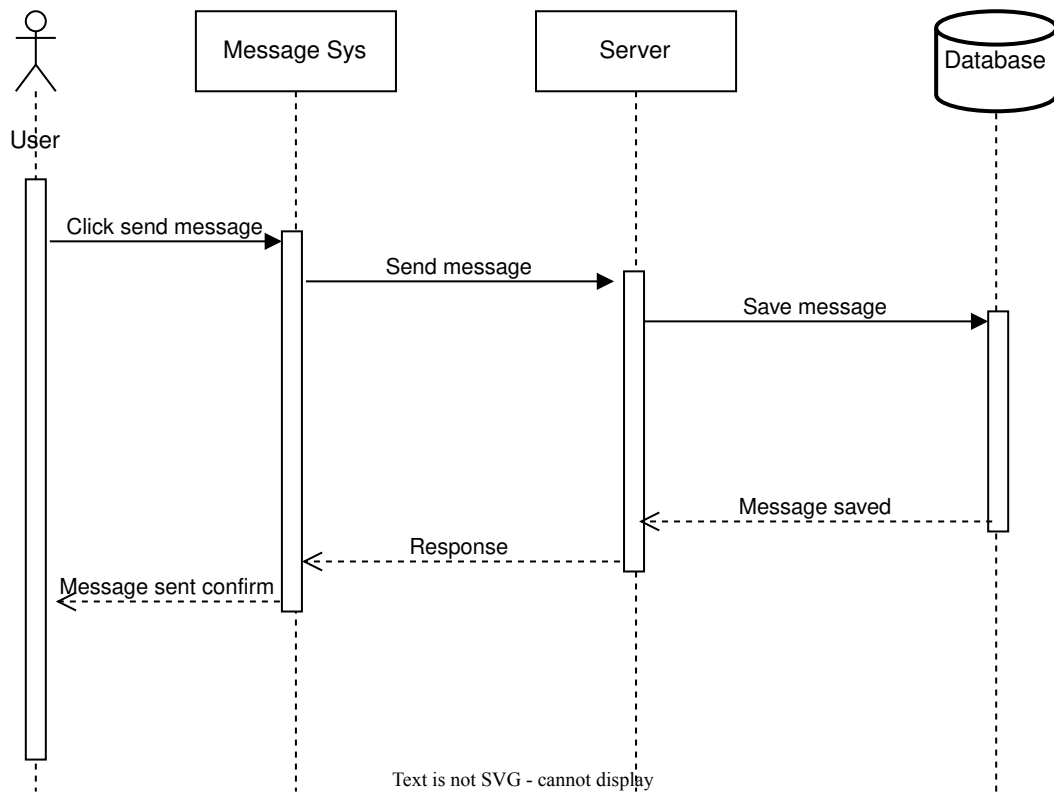 Message Sys
Server
Database
User
Click send message
Send message
Save message
Message saved
Response
Message sent confirm
Text is not SVG - cannot display